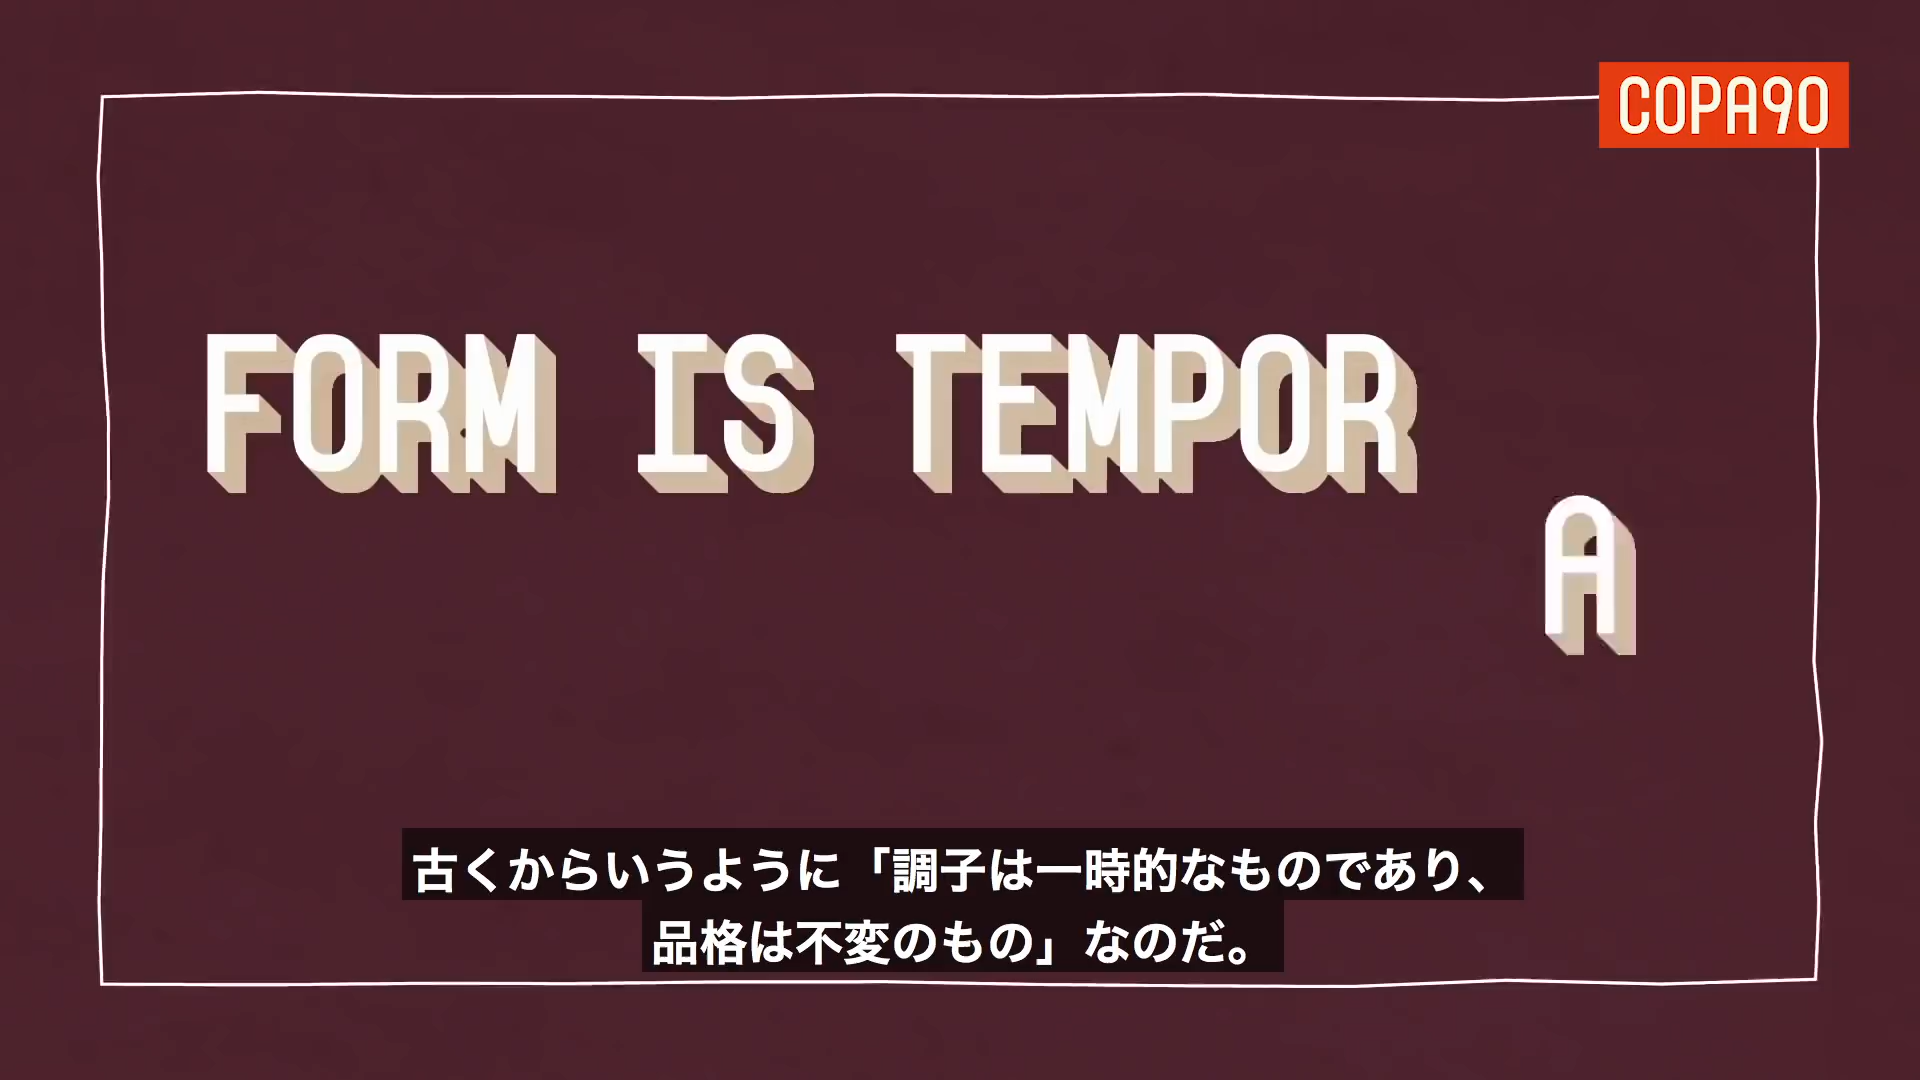 COPA90
FORM IS TEMPOR
A
古くからいうように「調子は一時的なものであり、
品格は不変のもの」なのだ。